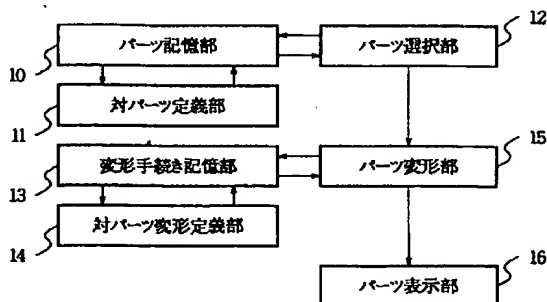 12
パーツ記憶部
パーツ選択部
10
対パーツ定義部
11
15
変形手続き記憶部
パーツ変形部
13
対パーツ変形定義部
14
16
パーツ表示部